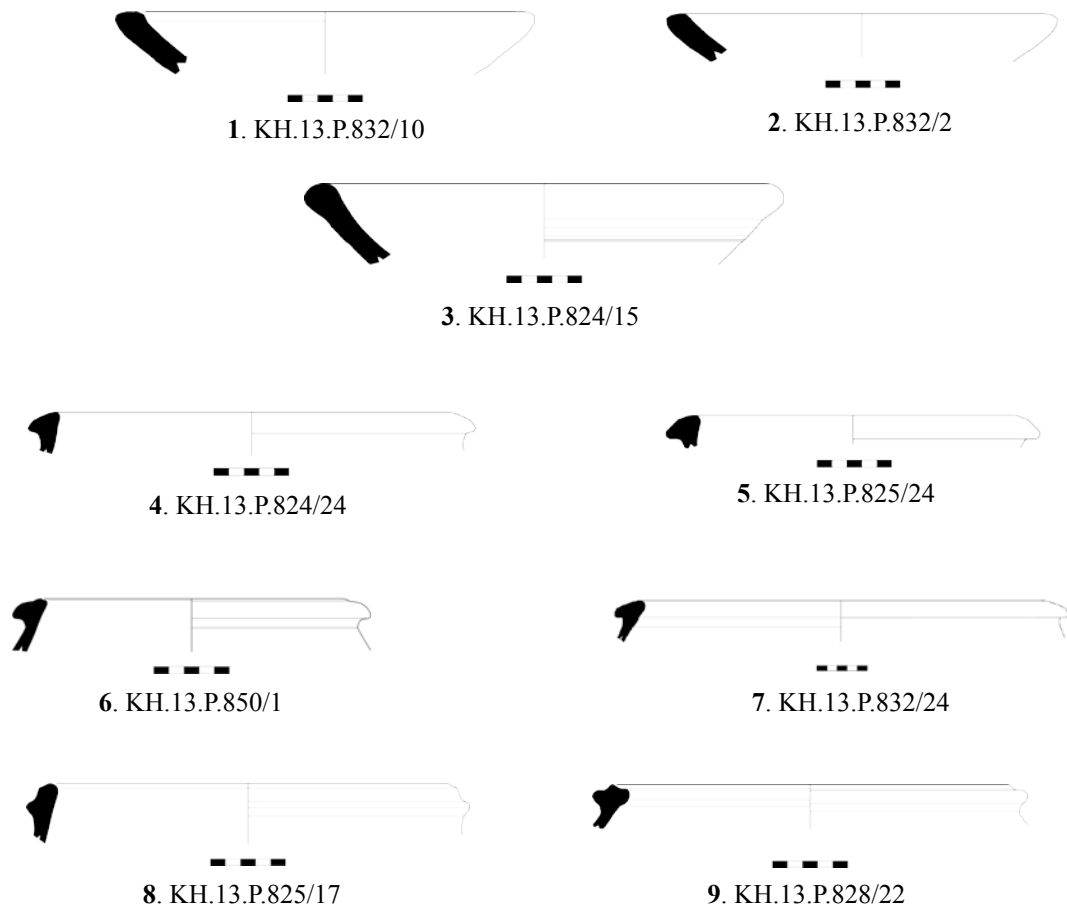 1. KH.13.P.832/10
2. KH.13.P.832/2
3. KH.13.P.824/15
4. KH.13.P.824/24
5. KH.13.P.825/24
6. KH.13.P.850/1
7. KH.13.P.832/24
8. KH.13.P.825/17
9. KH.13.P.828/22